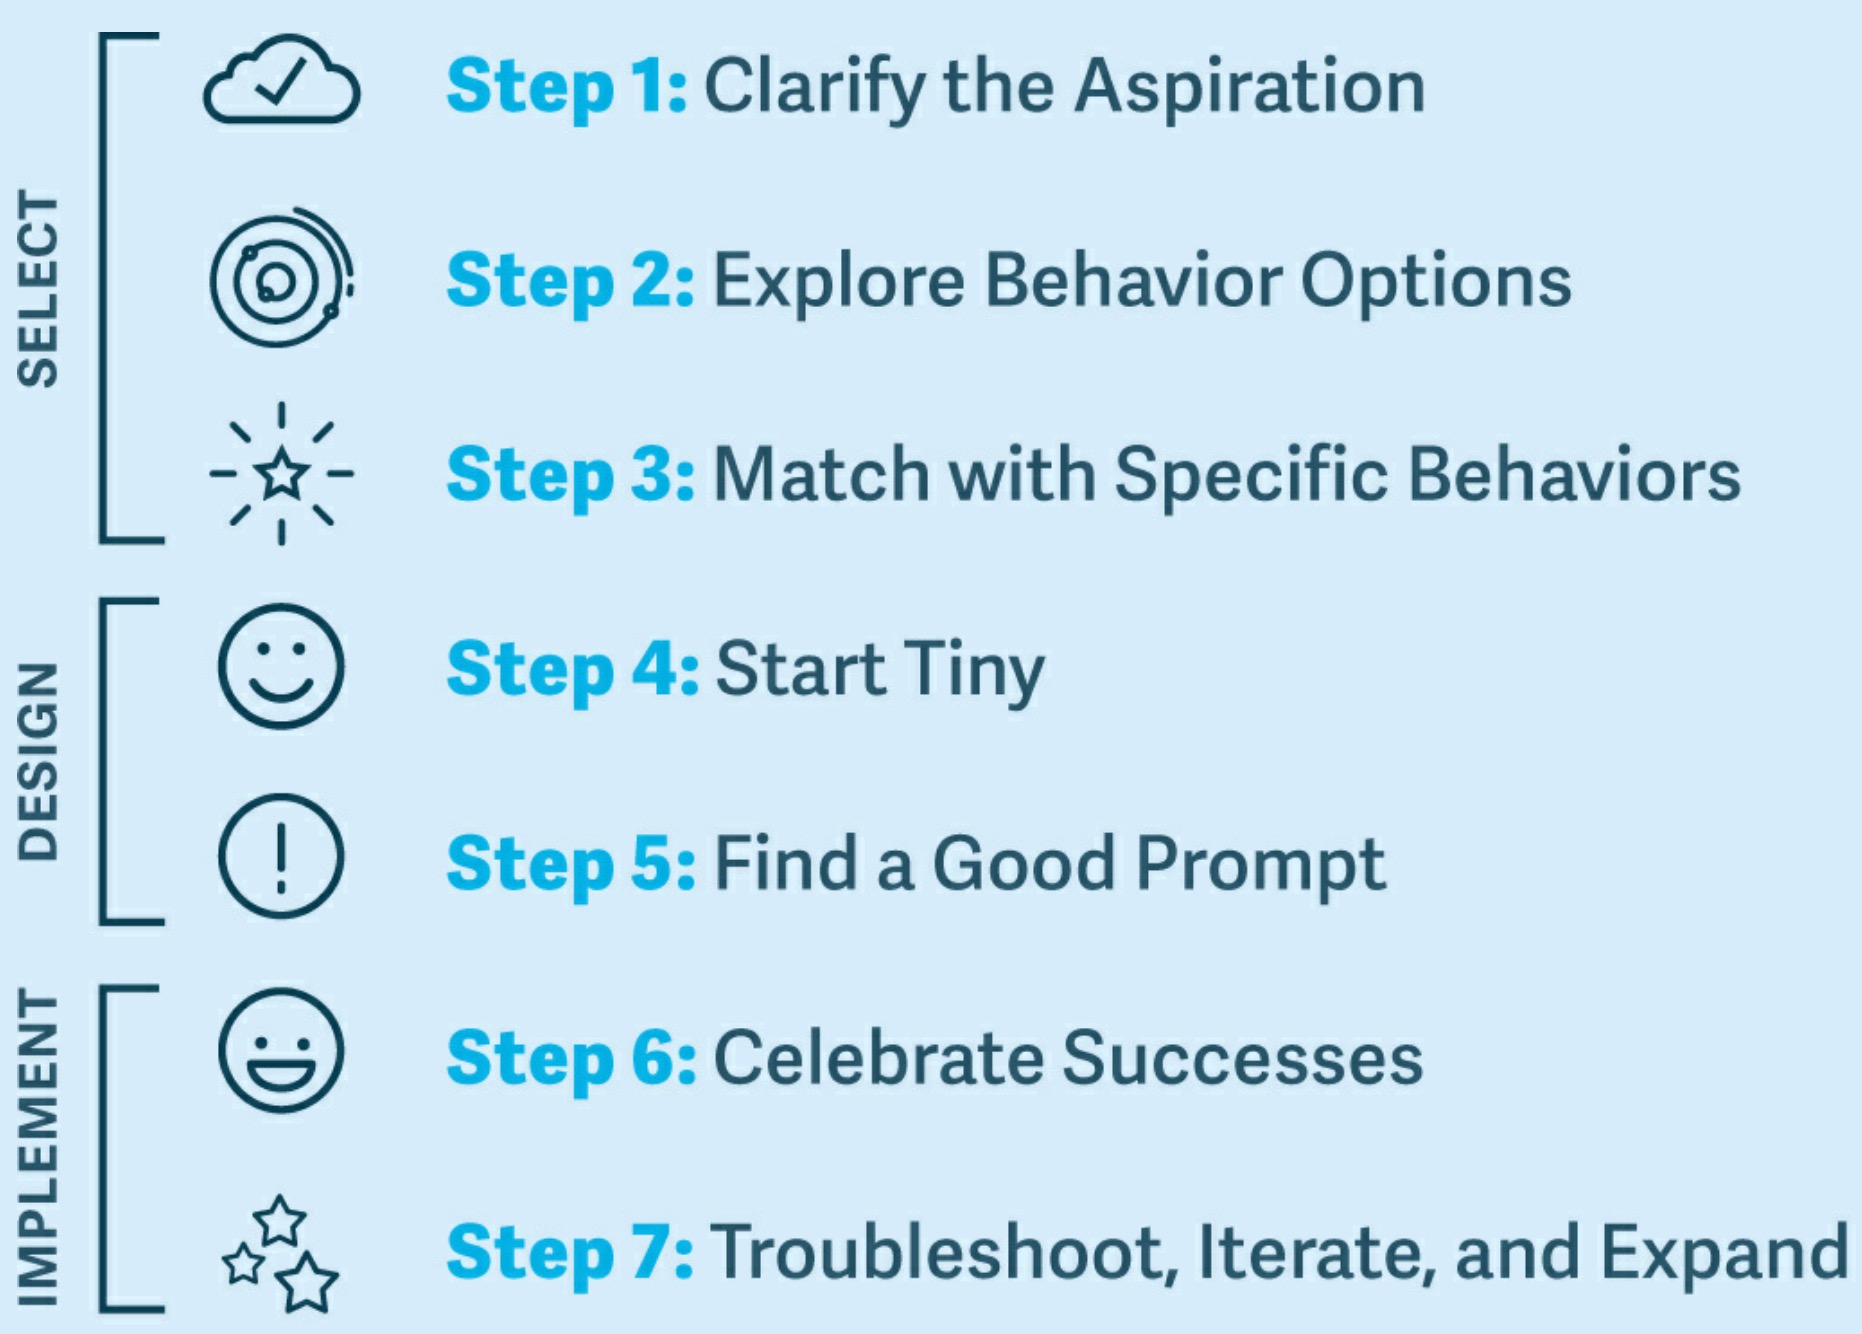 SELECT
Step 1: Clarify the Aspiration
Step 2: Explore Behavior Options
Step 3: Match with Specific Behaviors
DESIGN
Step 4: Start Tiny
Step 5: Find a Good Prompt
IMPLEMENT
Step 6: Celebrate Successes
Step 7: Troubleshoot, Iterate, and Expand